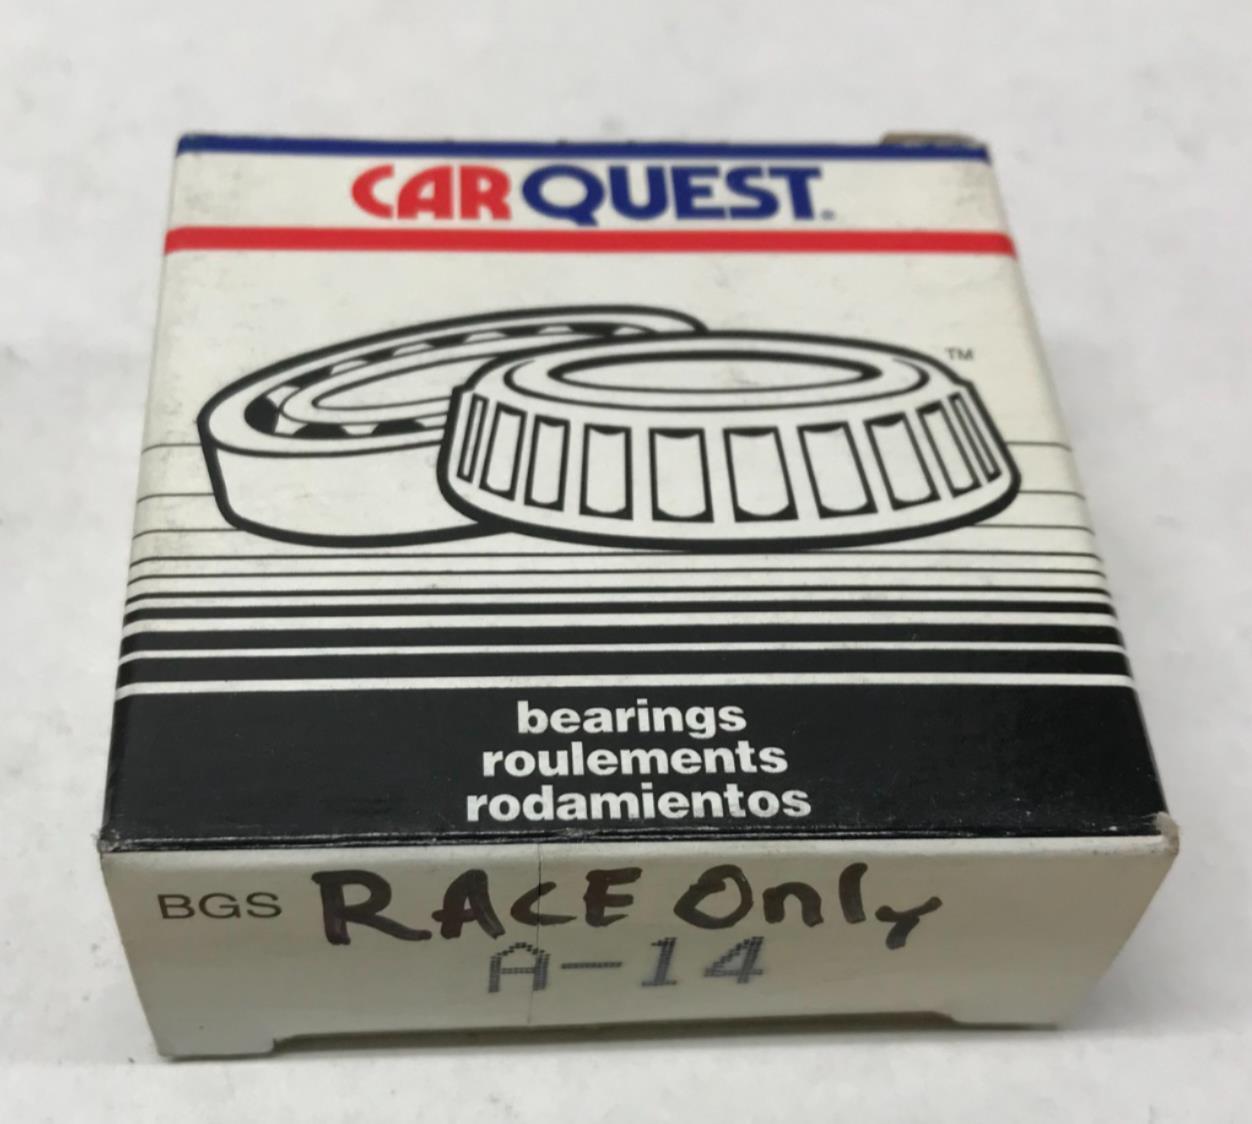 CARQUEST®
TM
bearings
roulements
rodamientos
BGS RACE Only
A-14